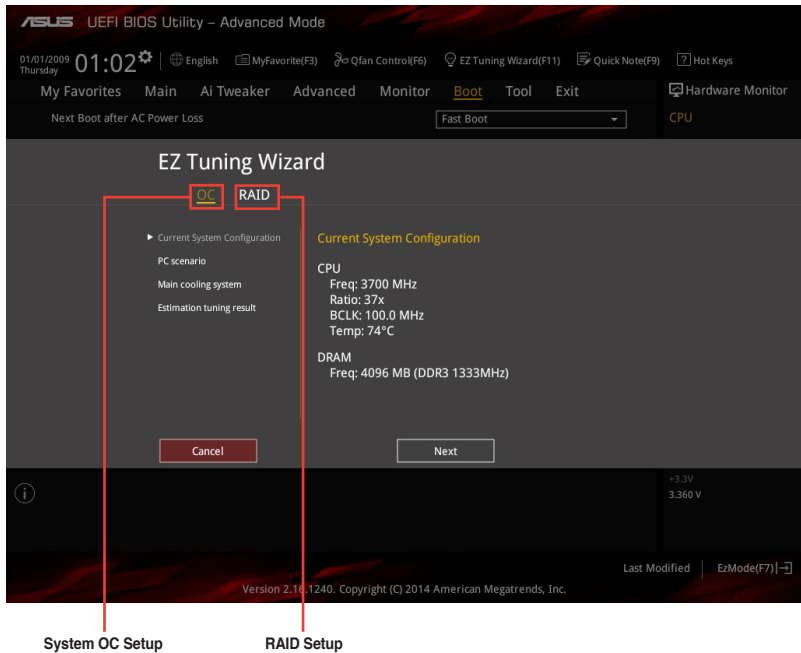 ASUS UEFI BIOS Utility – Advanced Mode
01/01/2009 Thursday 01:02 English MyFavorite(F3) Qfan Control(F6) EZ Tuning Wizard(F11) Quick Note(F9) ? Hot Keys
My Favorites Main Ai Tweaker Advanced Monitor Boot Tool Exit Hardware Monitor
Next Boot after AC Power Loss Fast Boot CPU
EZ Tuning Wizard
OC RAID
Current System Configuration
PC scenario
Main cooling system
Estimation tuning result
Current System Configuration
CPU
Freq: 3700 MHz
Ratio: 37x
BCLK: 100.0 MHz
Temp: 74°C
DRAM
Freq: 4096 MB (DDR3 1333MHz)
Cancel Next
+3.3V
3.360 V
Last Modified EzMode(F7)
Version 2.16.1240. Copyright (C) 2014 American Megatrends, Inc.
System OC Setup RAID Setup